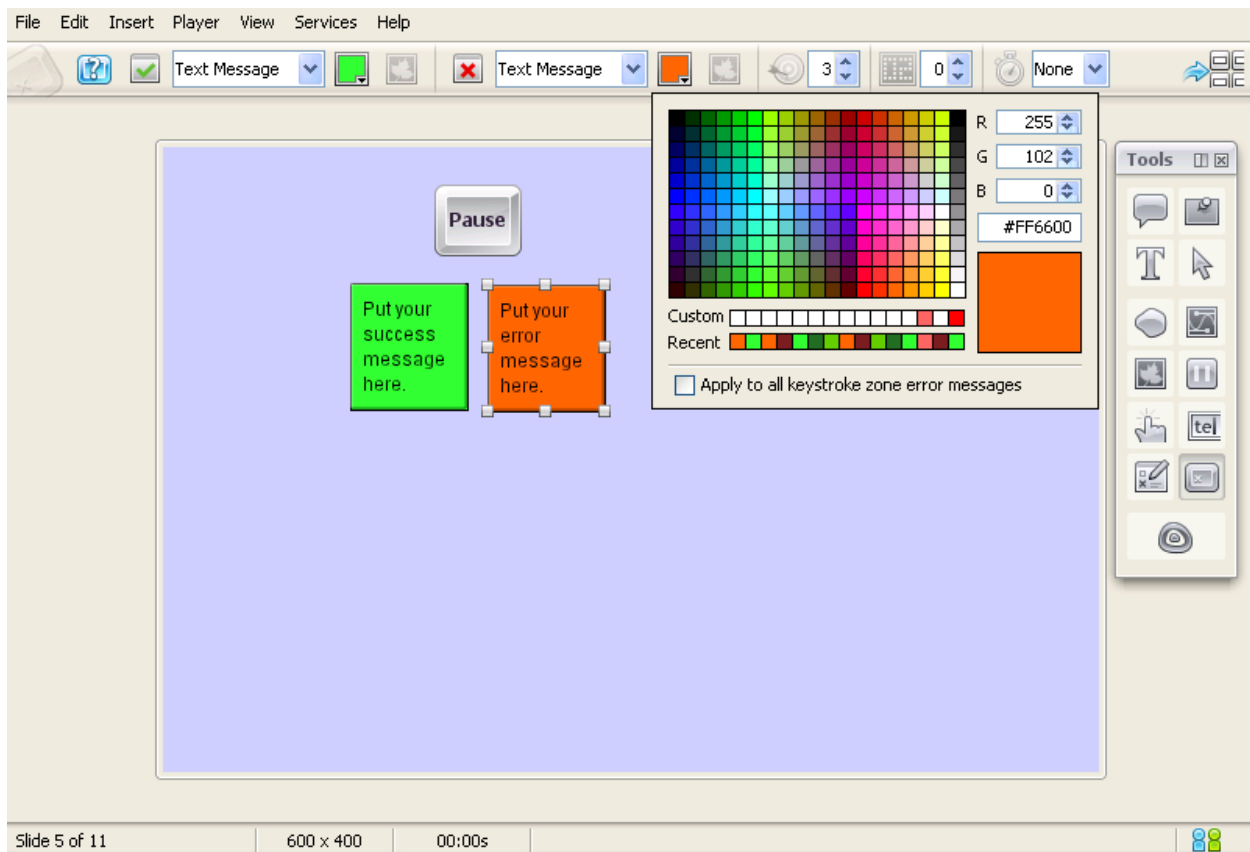 File Edit Insert Player View Services Help
Text Message Text Message 3 0 None
R 255
G 102
B 0
#FF6600
Custom
Recent
Apply to all keystroke zone error messages
Tools
T
tel
Pause
Put your
success
message
here.
Put your
error
message
here.
Slide 5 of 11 600 x 400 00:00s